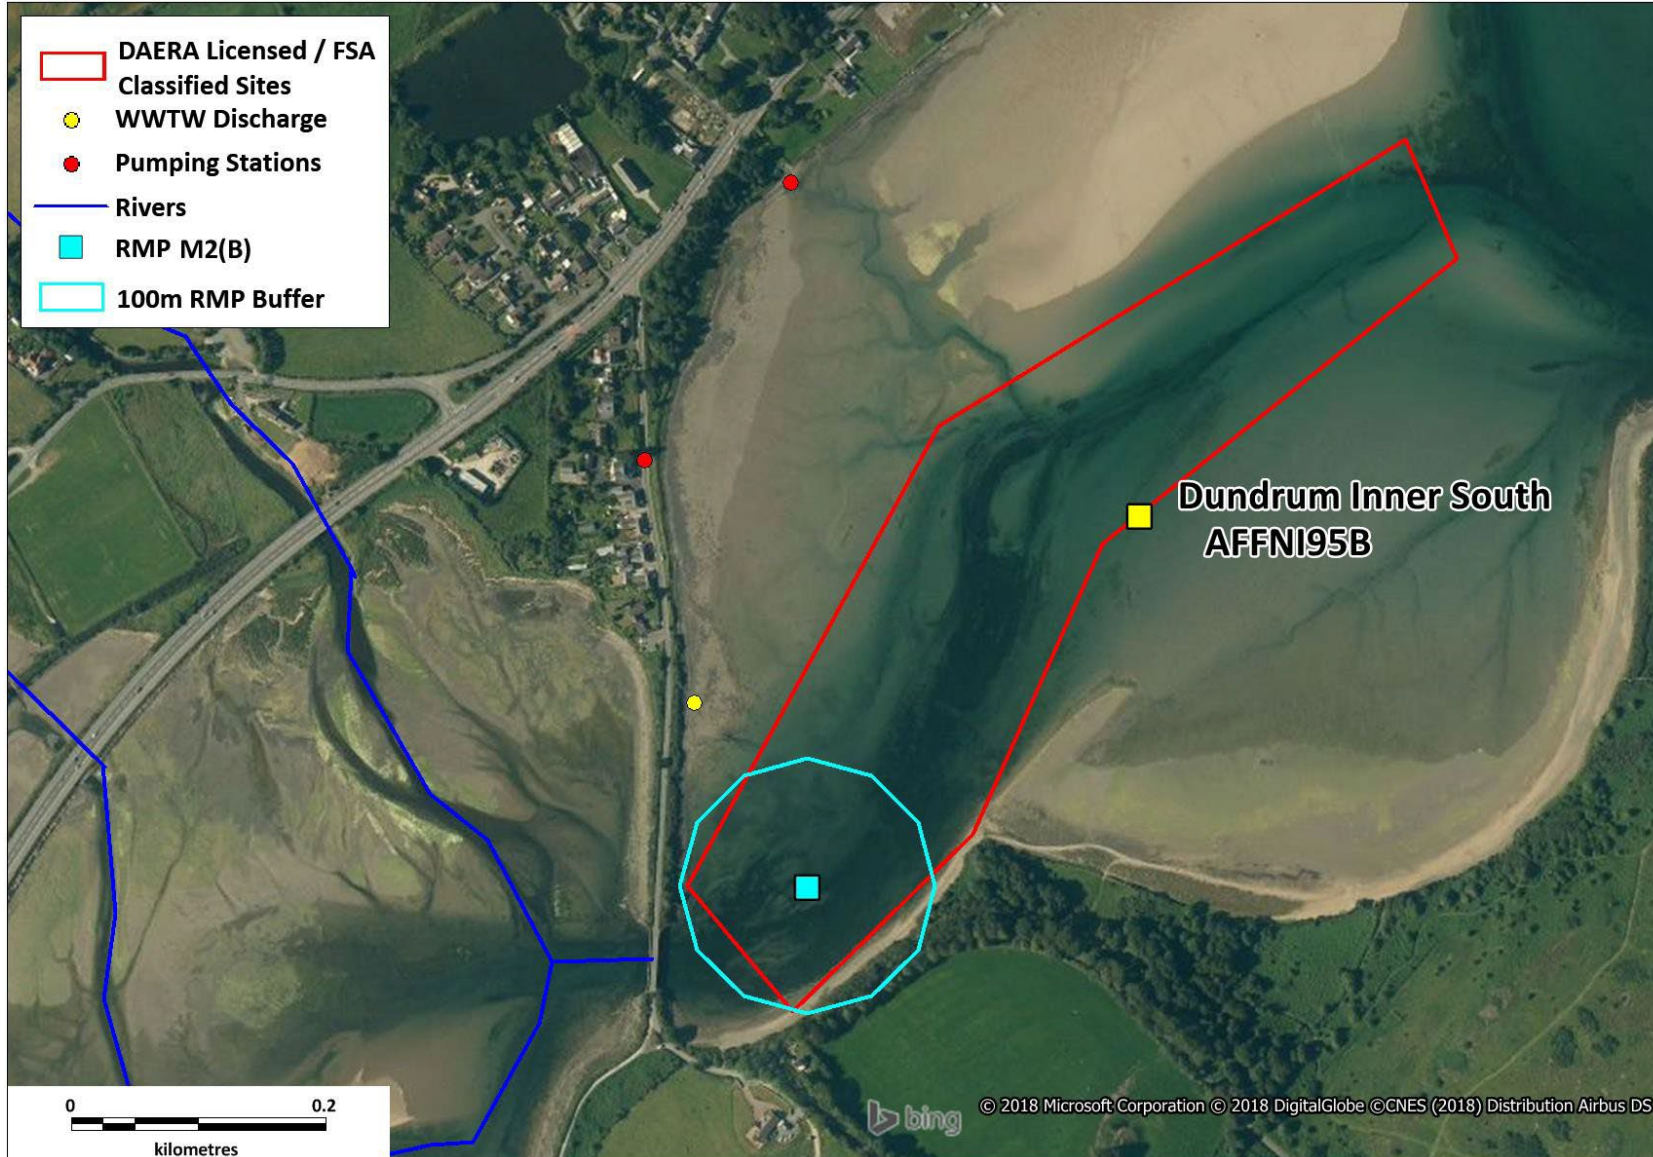 DAERA Licensed / FSA
Classified Sites
WWTW Discharge
Pumping Stations
Rivers
RMP M2(B)
100m RMP Buffer
Dundrum Inner South
AFFNI95B
0 0.2
kilometres
bing
© 2018 Microsoft Corporation © 2018 DigitalGlobe ©CNES (2018) Distribution Airbus DS